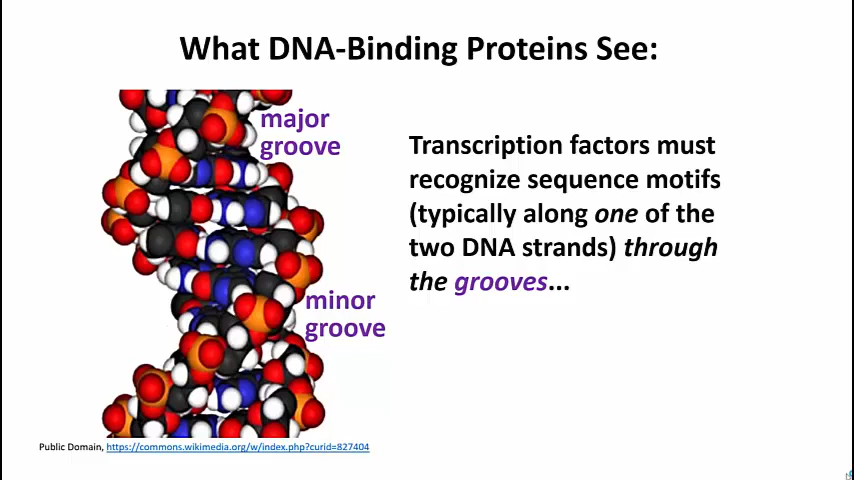 What DNA-Binding Proteins See:
major
groove
Transcription factors must
recognize sequence motifs
(typically along one of the
two DNA strands) through
the grooves...
minor
groove
Public Domain, https://commons.wikimedia.org/w/index.php?curid=827404